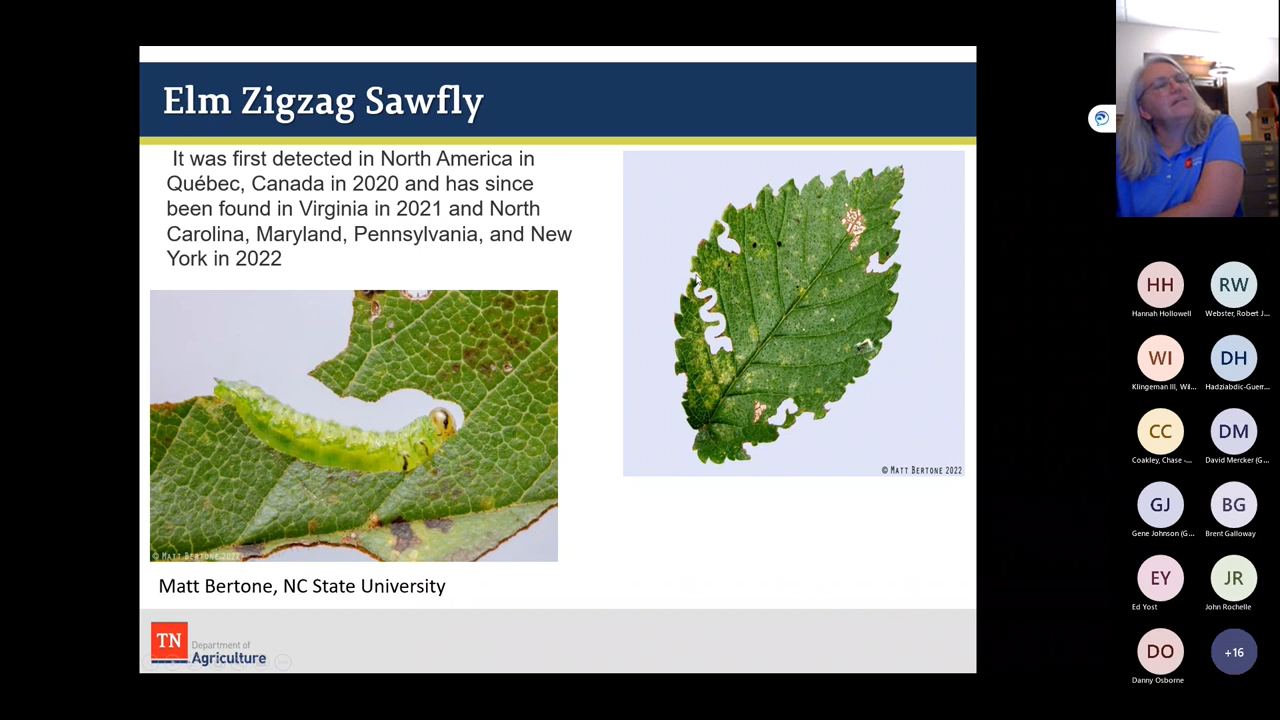 Elm Zigzag Sawfly
It was first detected in North America in
Québec, Canada in 2020 and has since
been found in Virginia in 2021 and North
Carolina, Maryland, Pennsylvania, and New
York in 2022
© MATT BERTONE 2022
© MATT BERTONE 2022
Matt Bertone, NC State University
TN
Department of
Agriculture
HH
Hannah Hollowell
RW
Webster, Robert J...
WI
Klingeman III, Wil...
DH
Hadziabdic-Guerr...
CC
Coakley, Chase -...
DM
David Mercker (G...
GJ
Gene Johnson (G...
BG
Brent Galloway
EY
Ed Yost
JR
John Rochelle
DO
Danny Osborne
+16